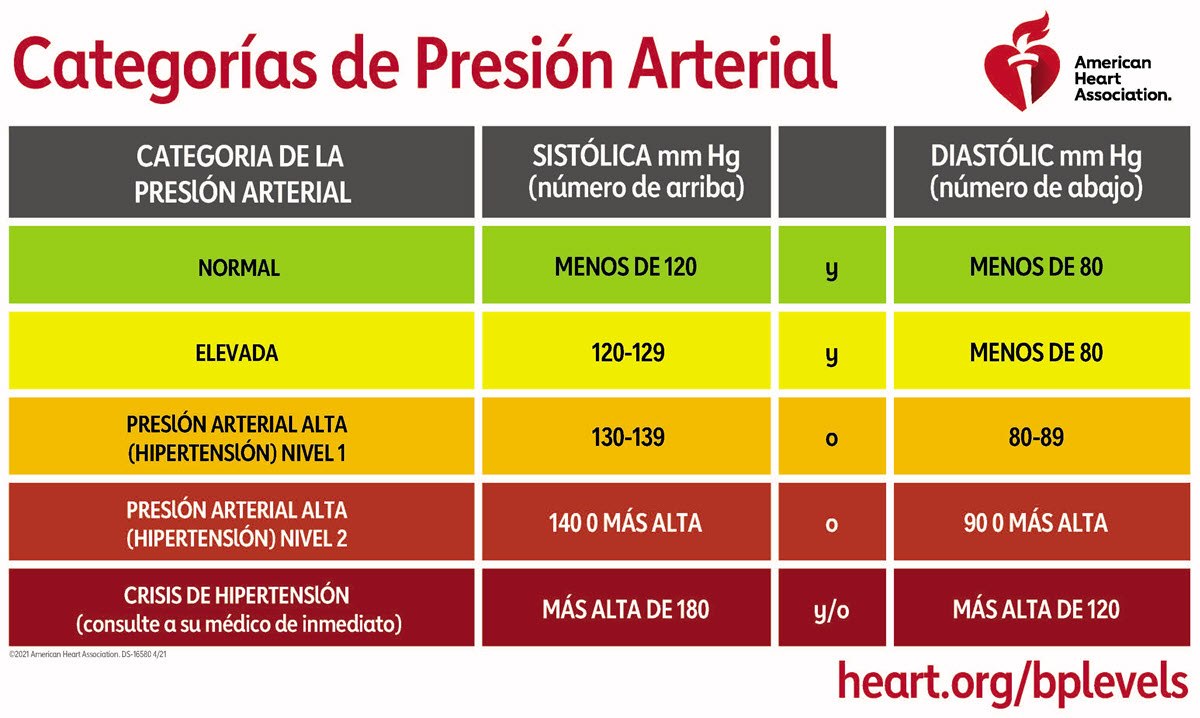 Categorías de Presión Arterial
American
Heart
Association.
CATEGORIA DE LA
PRESIÓN ARTERIAL
SISTÓLICA mm Hg
(número de arriba)
DIASTÓLIC mm Hg
(número de abajo)
NORMAL
MENOS DE 120
y
MENOS DE 80
ELEVADA
120-129
y
MENOS DE 80
PRESIÓN ARTERIAL ALTA
(HIPERTENSIÓN) NIVEL 1
130-139
o
80-89
PRESIÓN ARTERIAL ALTA
(HIPERTENSIÓN) NIVEL 2
140 0 MÁS ALTA
o
90 0 MÁS ALTA
CRISIS DE HIPERTENSIÓN
(consulte a su médico de inmediato)
MÁS ALTA DE 180
y/o
MÁS ALTA DE 120
©2021 American Heart Association. DS-16580 4/21
heart.org/bplevels